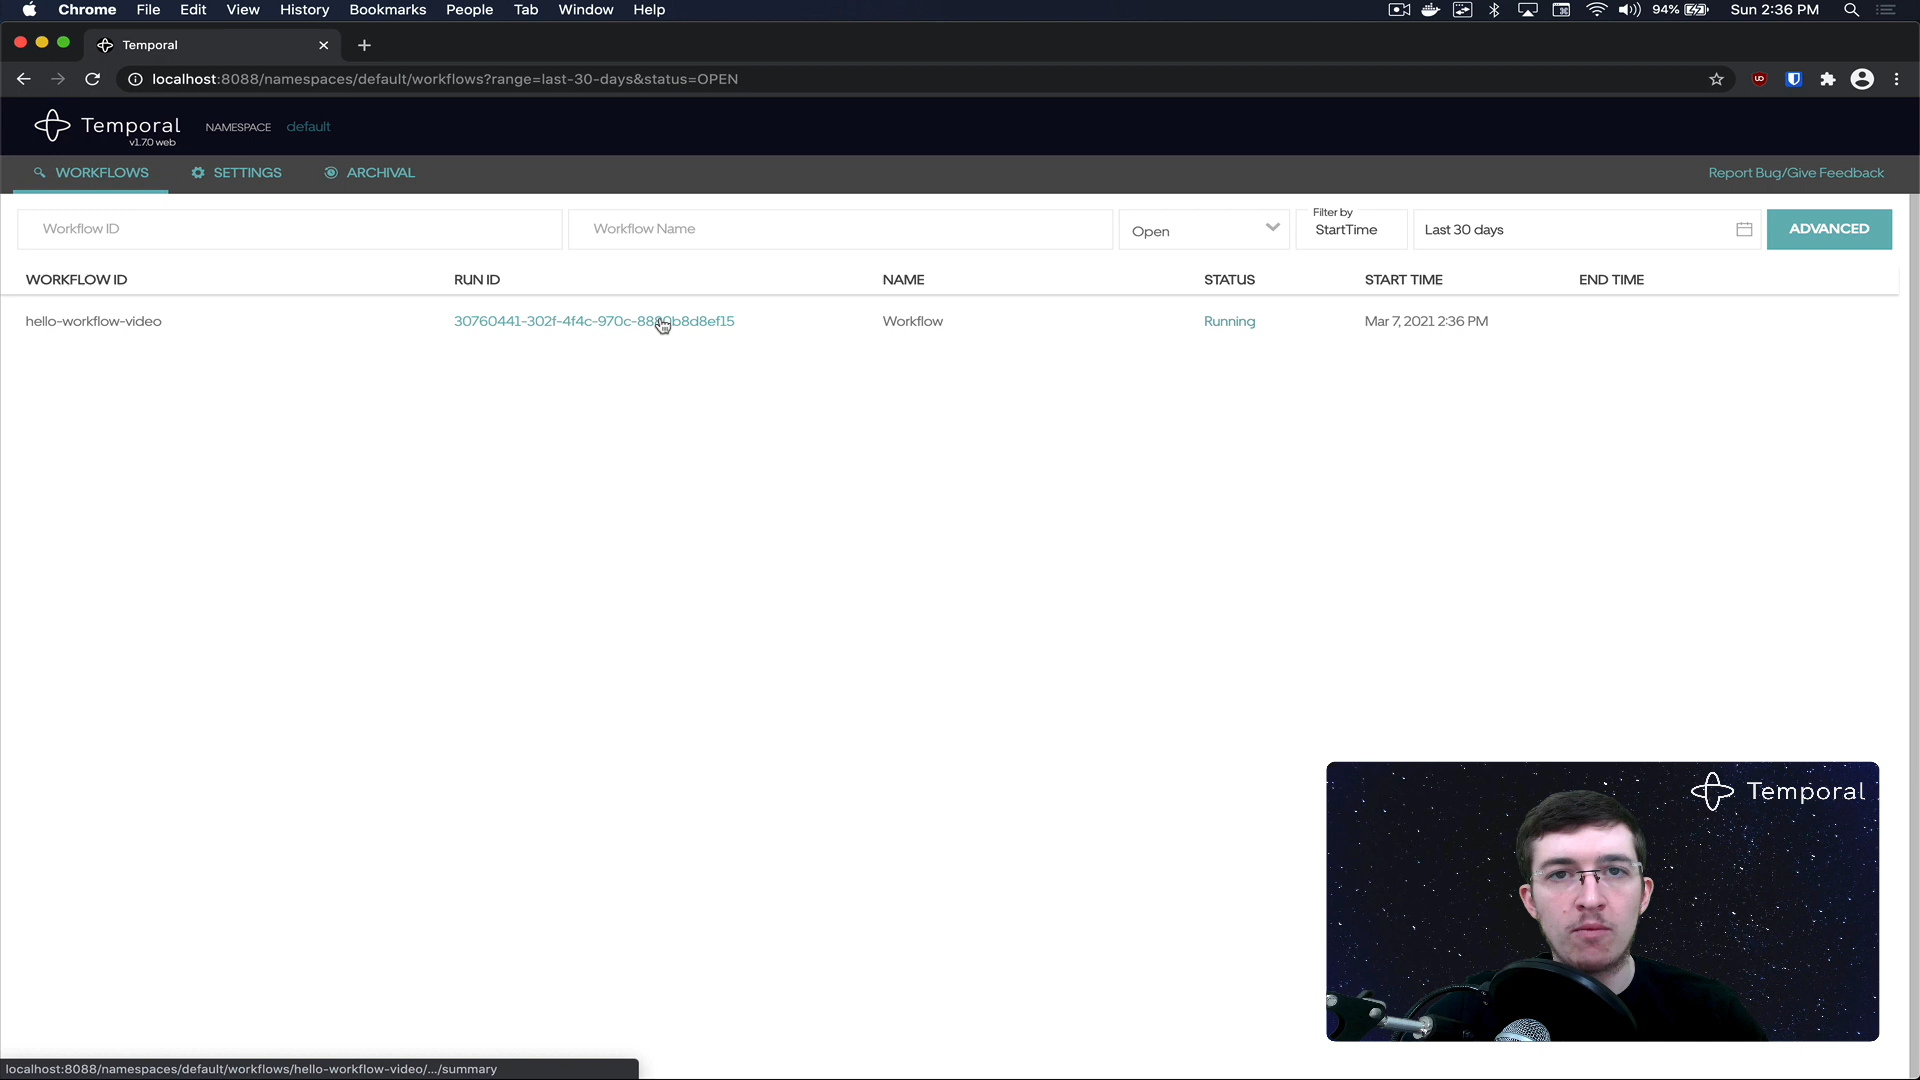 Chrome File Edit View History Bookmarks People Tab Window Help 94% Sun 2:36 PM
Temporal
localhost:8088/namespaces/default/workflows?range=last-30-days&status=OPEN
Temporal NAMESPACE default
v1.7.0 web
WORKFLOWS SETTINGS ARCHIVAL Report Bug/Give Feedback
Filter by
Workflow ID Workflow Name Open StartTime Last 30 days ADVANCED
WORKFLOW ID RUN ID NAME STATUS START TIME END TIME
hello-workflow-video Workflow Running Mar 7, 2021 2:36 PM
Temporal
localhost:8088/namespaces/default/workflows/hello-workflow-video/.../summary